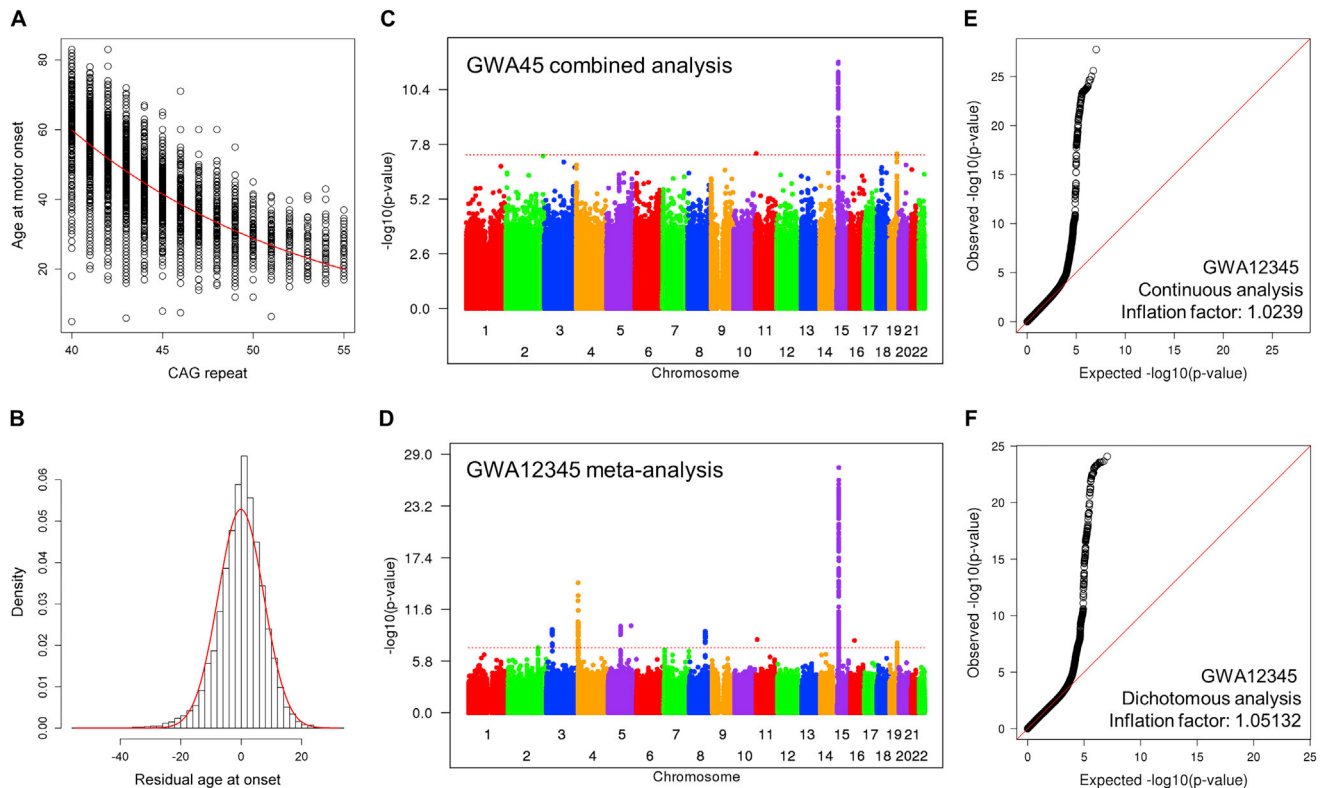 A
Age at motor onset
80
60
40
20
40
45
50
55
CAG repeat
B
Density
0.06
0.05
0.04
0.03
0.02
0.01
0.00
-40
-20
0
20
Residual age at onset
C
GWA45 combined analysis
-log10(p-value)
10.4
7.8
5.2
2.6
0.0
1 3 5 7 9 11 13 15 17 19 21
2 4 6 8 10 12 14 16 18 2022
Chromosome
D
GWA12345 meta-analysis
-log10(p-value)
29.0
23.2
17.4
11.6
5.8
0.0
1 3 5 7 9 11 13 15 17 19 21
2 4 6 8 10 12 14 16 18 2022
Chromosome
E
Observed -log10(p-value)
25
20
15
10
5
0
GWA12345
Continuous analysis
Inflation factor: 1.0239
0 5 10 15 20 25
Expected -log10(p-value)
F
Observed -log10(p-value)
25
20
15
10
5
0
GWA12345
Dichotomous analysis
Inflation factor: 1.05132
0 5 10 15 20 25
Expected -log10(p-value)